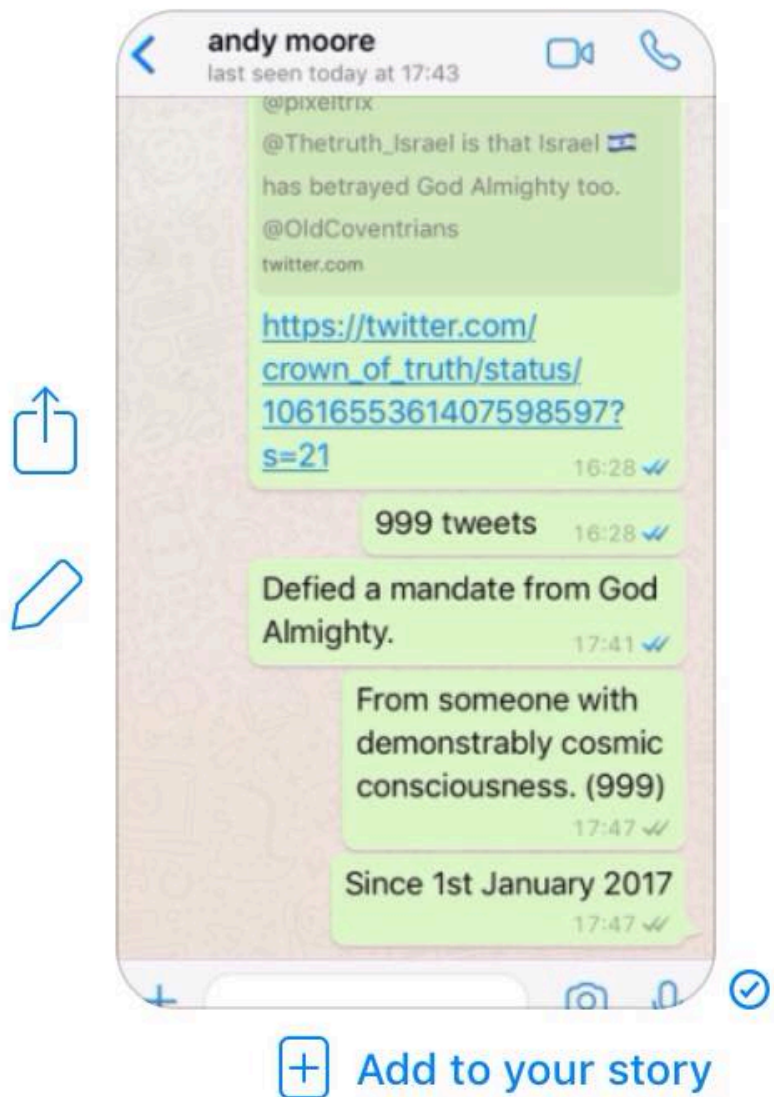 andy moore
last seen today at 17:43
@pixeltrix
@Thetruth_Israel is that Israel 🇮🇱
has betrayed God Almighty too.
@OldCoventrians
twitter.com
https://twitter.com/
crown_of_truth/status/
1061655361407598597?
s=21
16:28
999 tweets 16:28
Defied a mandate from God
Almighty.
17:41
From someone with
demonstrably cosmic
consciousness. (999)
17:47
Since 1st January 2017
17:47
Add to your story